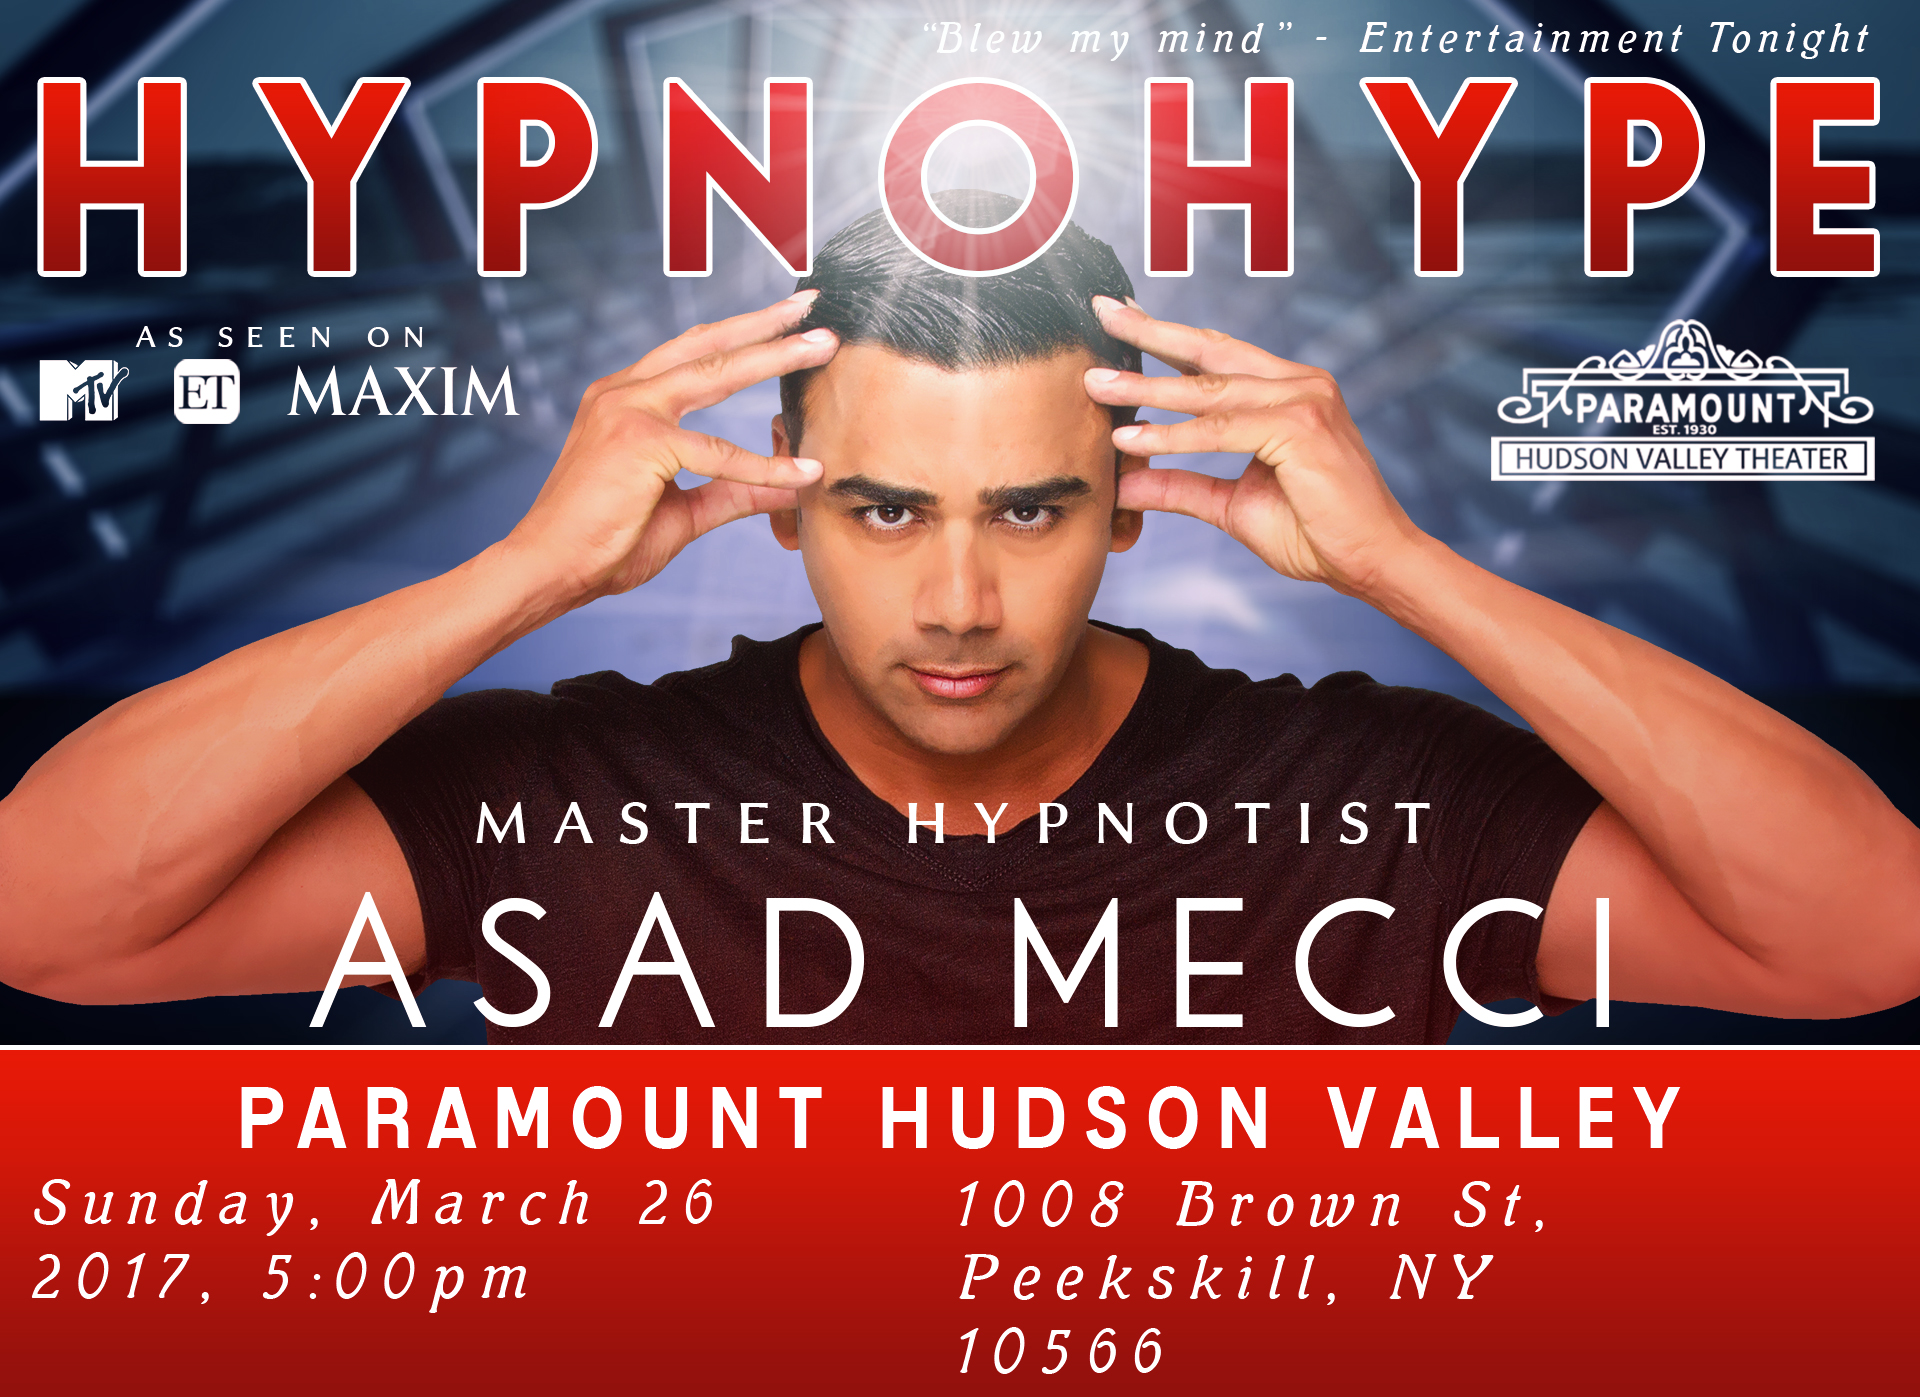 “Blew my mind” - Entertainment Tonight
HYPNOHYPE
AS SEEN ON
MTV ET MAXIM
PARAMOUNT
EST. 1930
HUDSON VALLEY THEATER
MASTER HYPNOTIST
ASAD MECCI
PARAMOUNT HUDSON VALLEY
Sunday, March 26
2017, 5:00pm
1008 Brown St,
Peekskill, NY
10566